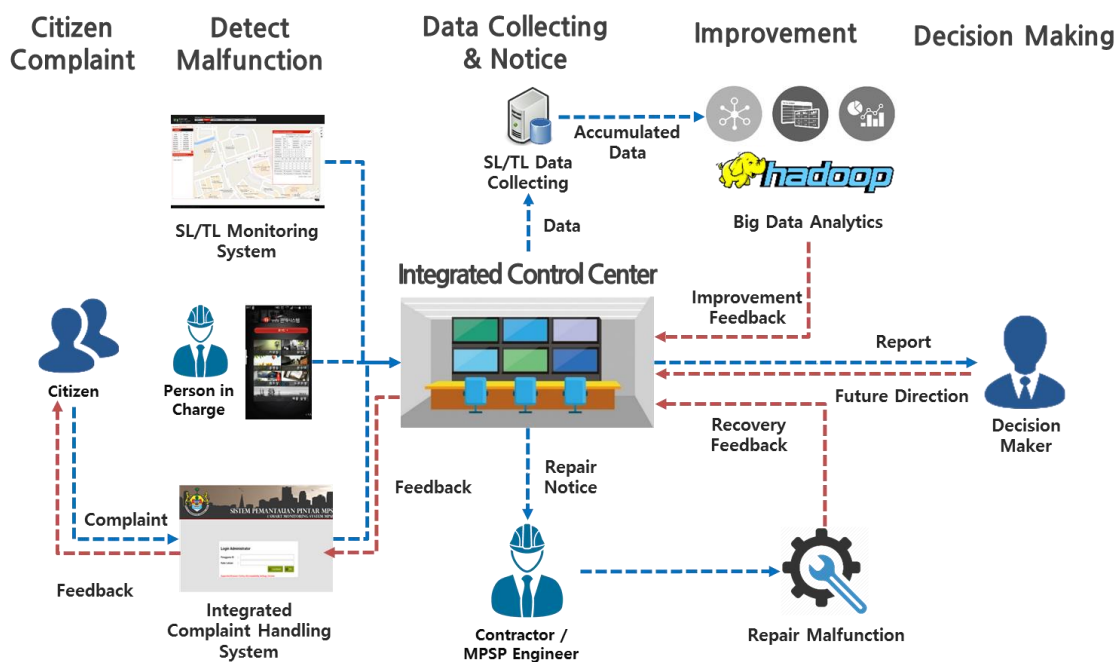 Citizen
Complaint
Detect
Malfunction
Data Collecting
& Notice
Improvement
Decision Making
SL/TL Monitoring
System
SL/TL Data
Collecting
Accumulated
Data
hadoop
Big Data Analytics
Data
Integrated Control Center
Improvement
Feedback
Citizen
Person in
Charge
Report
Future Direction
Decision
Maker
Recovery
Feedback
Repair
Notice
Feedback
Complaint
Feedback
SISTEM PEMANTAUAN PINTAR MPS
Login Administrator
Integrated
Complaint Handling
System
Contractor /
MPSP Engineer
Repair Malfunction